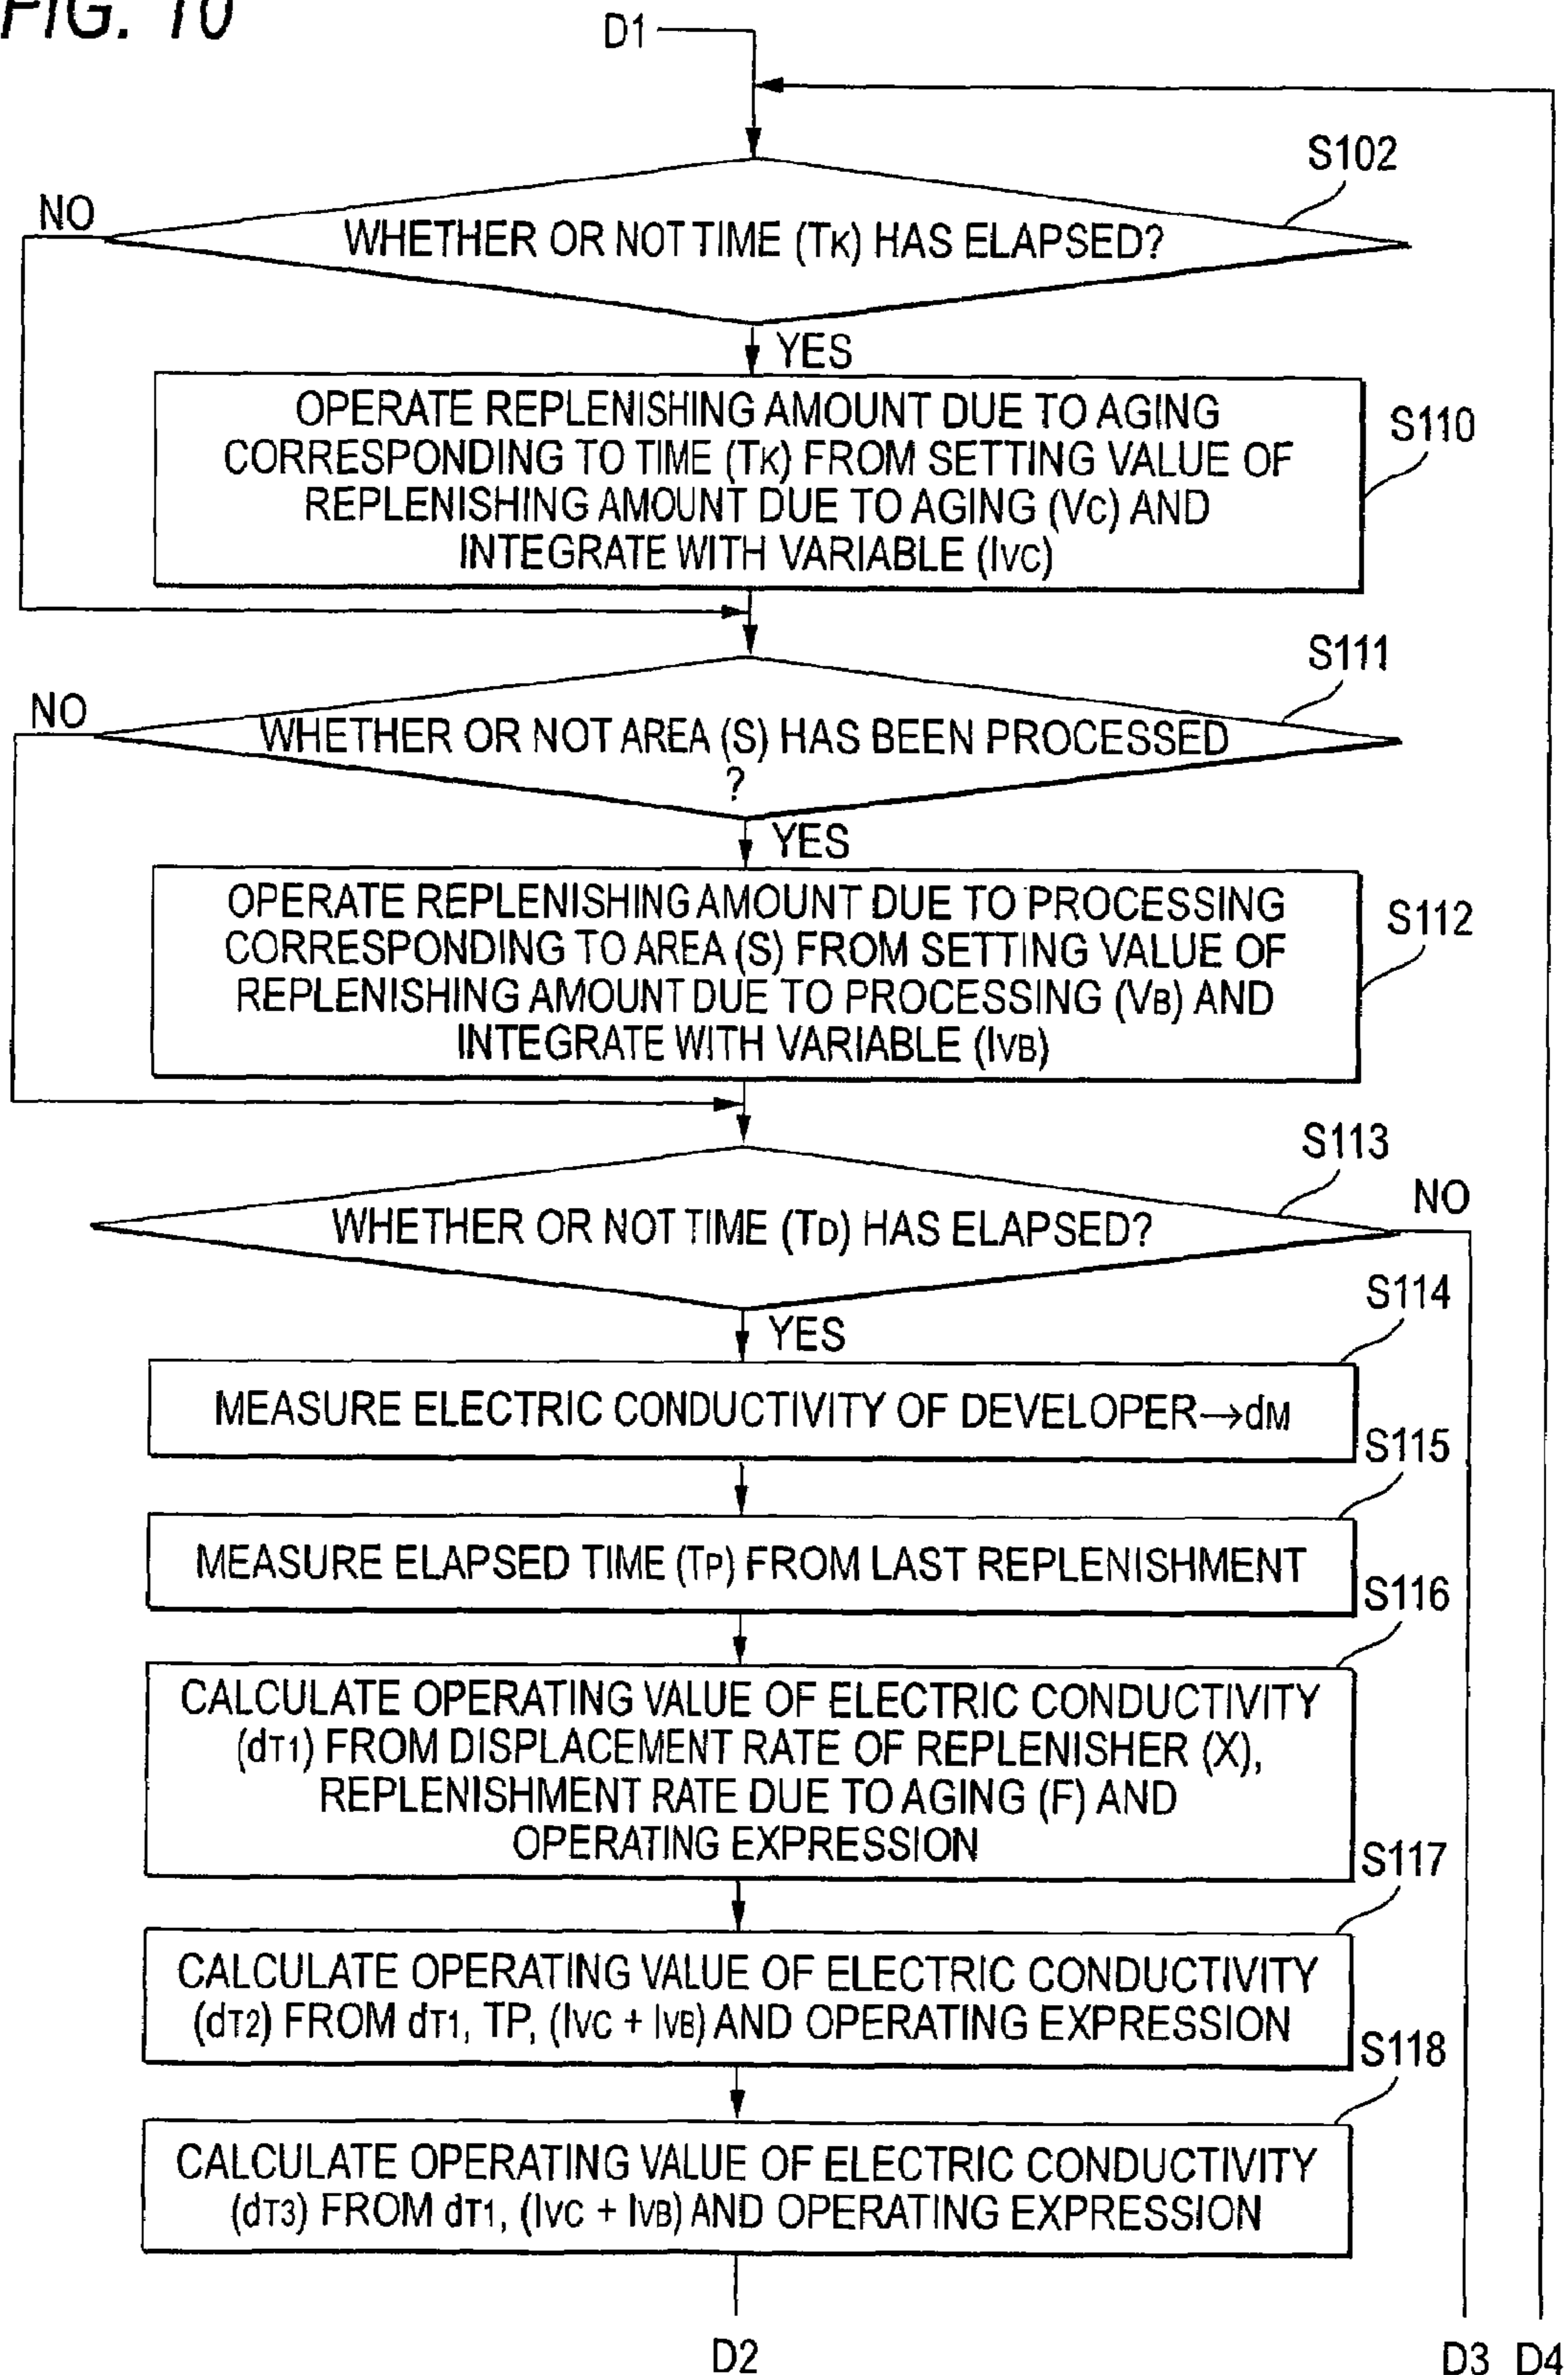 FIG. 10
D1
S102
NO
WHETHER OR NOT TIME (TK) HAS ELAPSED?
YES
OPERATE REPLENISHING AMOUNT DUE TO AGING
CORRESPONDING TO TIME (TK) FROM SETTING VALUE OF
REPLENISHING AMOUNT DUE TO AGING (VC) AND
INTEGRATE WITH VARIABLE (IVC)
S110
S111
NO
WHETHER OR NOT AREA (S) HAS BEEN PROCESSED
?
YES
OPERATE REPLENISHING AMOUNT DUE TO PROCESSING
CORRESPONDING TO AREA (S) FROM SETTING VALUE OF
REPLENISHING AMOUNT DUE TO PROCESSING (VB) AND
INTEGRATE WITH VARIABLE (IVB)
S112
S113
NO
WHETHER OR NOT TIME (TD) HAS ELAPSED?
YES
S114
MEASURE ELECTRIC CONDUCTIVITY OF DEVELOPER→dM
S115
MEASURE ELAPSED TIME (TP) FROM LAST REPLENISHMENT
S116
CALCULATE OPERATING VALUE OF ELECTRIC CONDUCTIVITY
(dT1) FROM DISPLACEMENT RATE OF REPLENISHER (X),
REPLENISHMENT RATE DUE TO AGING (F) AND
OPERATING EXPRESSION
S117
CALCULATE OPERATING VALUE OF ELECTRIC CONDUCTIVITY
(dT2) FROM dT1, TP, (IVC + IVB) AND OPERATING EXPRESSION
S118
CALCULATE OPERATING VALUE OF ELECTRIC CONDUCTIVITY
(dT3) FROM dT1, (IVC + IVB) AND OPERATING EXPRESSION
D2
D3
D4